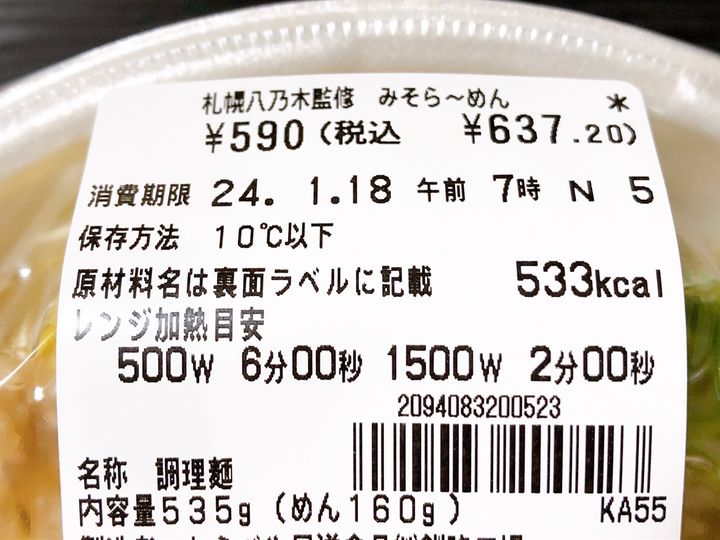 札幌八乃木監修 みそら～めん *
¥590(税込 ¥637.20)
消費期限 24. 1.18 午前 7時 N 5
保存方法 10℃以下
原材料名は裏面ラベルに記載 533kcal
レンジ加熱目安
500W 6分00秒 1500W 2分00秒
2094083200523
名称 調理麺
内容量535g(めん160g) KA55